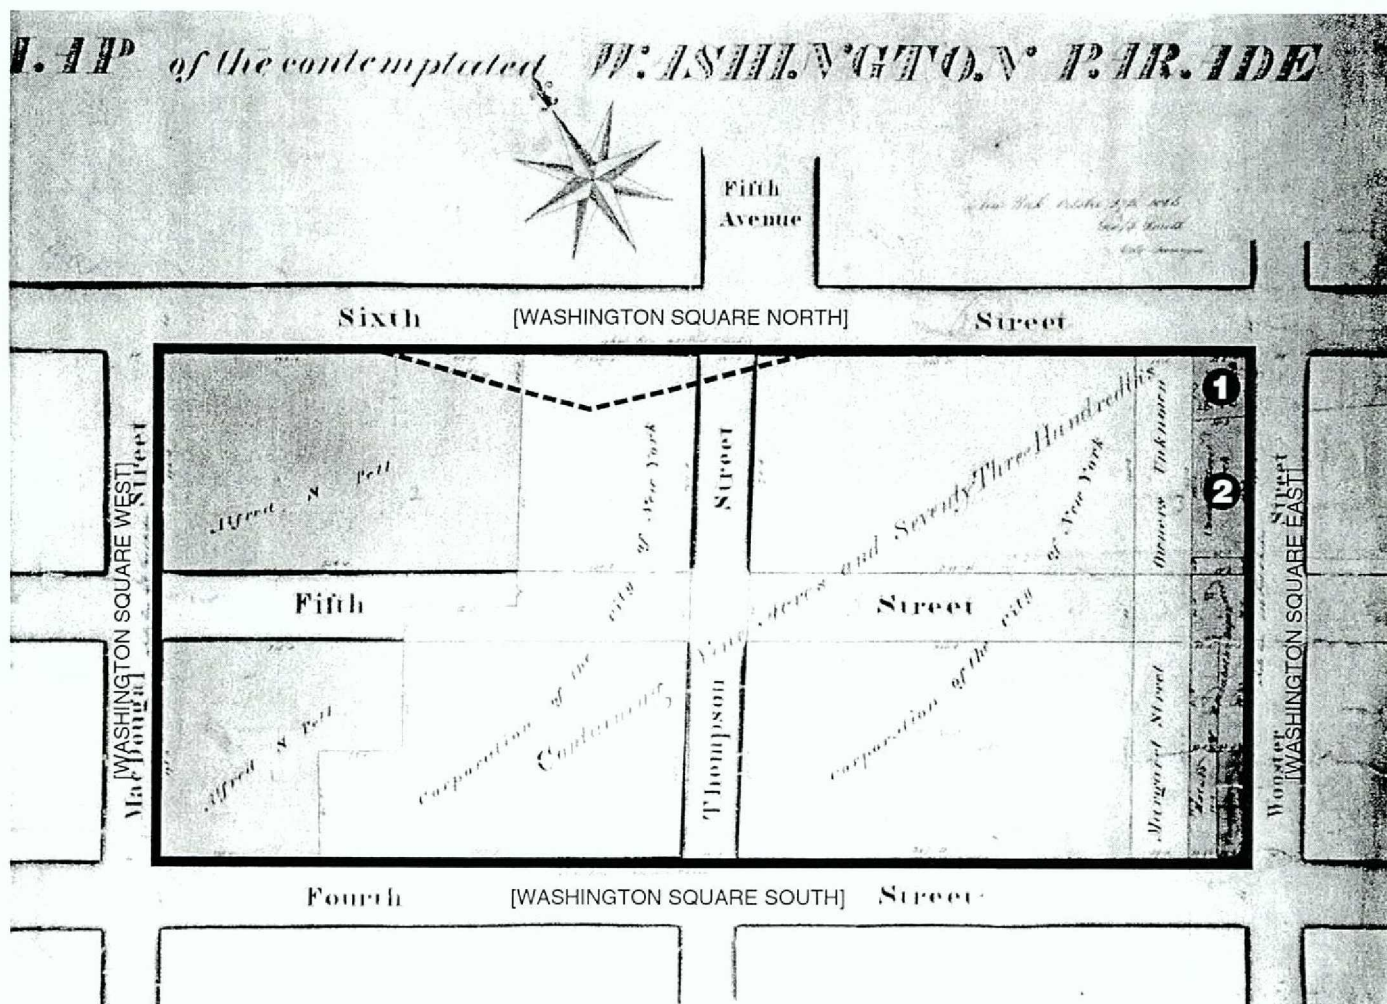 MAP of the contemplated WASHINGTON PARADE
Fifth
Avenue
Sixth [WASHINGTON SQUARE NORTH] Street
1
2
Alfred S Pell
Street
MacDougal
[WASHINGTON SQUARE WEST]
Corporation of the city of New York
Street
Thompson
Containing Nine Acres and Seventy Three Hundredths
Corporation of the city of New York
Owners Unknown
Margaret Street
Street
Wooster
[WASHINGTON SQUARE EAST]
Fifth Street
Alfred S Pell
Fourth [WASHINGTON SQUARE SOUTH] Street